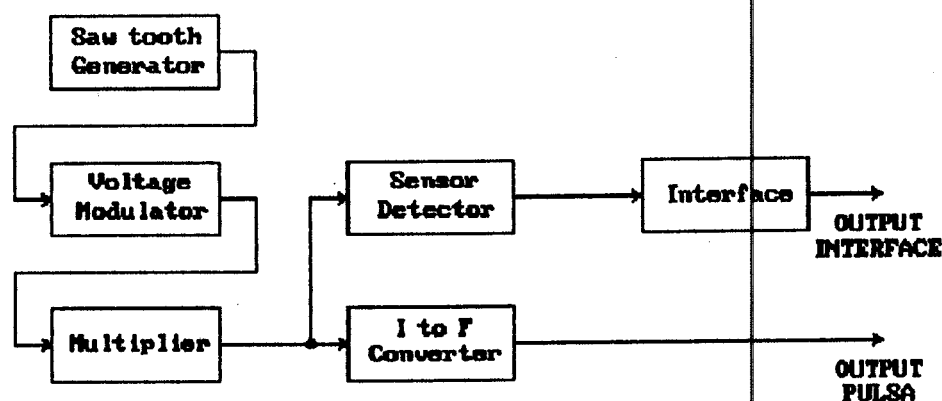 Saw tooth
Generator
Voltage
Modulator
Sensor
Detector
Interface
OUTPUT
INTERFACE
Multiplier
I to F
Converter
OUTPUT
PULSA